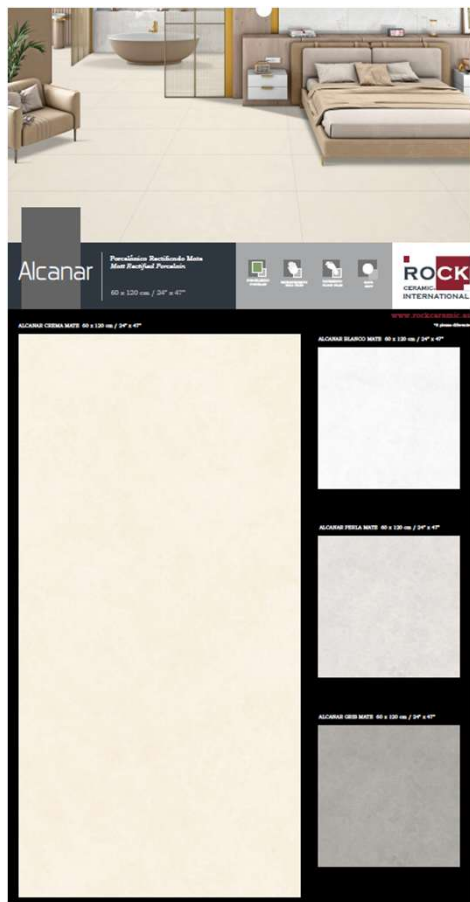 Alcanar
Porcelánico Rectificado Mate
Matt Rectified Porcelain
60 x 120 cm / 24" x 47"
ROCK
CERAMIC
INTERNATIONAL
www.rockceramic.es
ALCANAR CREMA MATE 60 x 120 cm / 24" x 47"
ALCANAR BLANCO MATE 60 x 120 cm / 24" x 47"
ALCANAR PERLA MATE 60 x 120 cm / 24" x 47"
ALCANAR GRIS MATE 60 x 120 cm / 24" x 47"